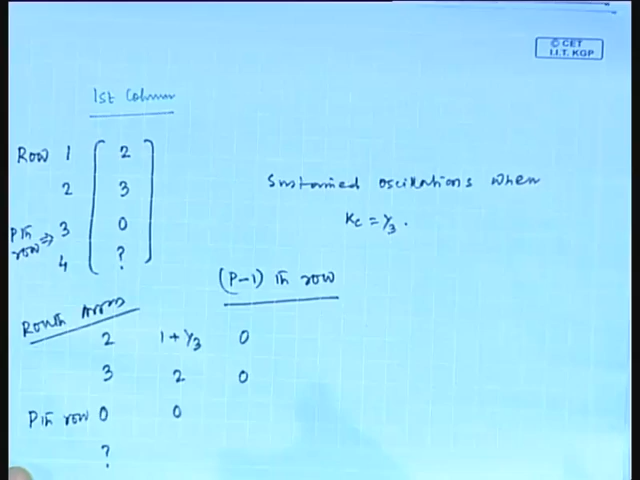 © CET
I.I.T. KGP
1st Column
Row 1 2
2 3
Pth row ⇒ 3 0
4 ?
Sustained oscillations when
Kc = 1/3 .
(P-1) th row
Routh Array
2 1 + 1/3 0
3 2 0
Pth row 0 0
?